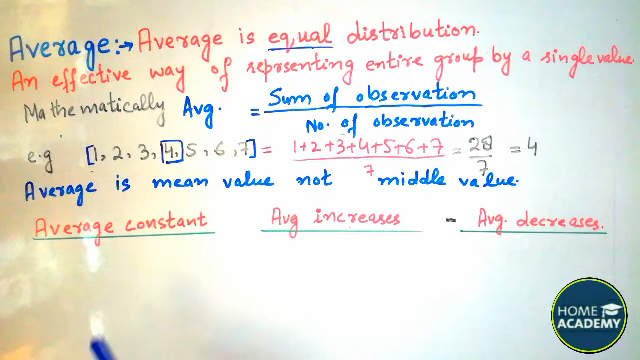 Average:→ Average is equal distribution.
An effective way of reprsenting entire group by a single value
Mathematically Avg. = Sum of observation / No. of observation
e.g [1, 2, 3, 4, 5, 6, 7] = 1+2+3+4+5+6+7 / 7 = 28 / 7 = 4
Average is mean value not middle value.
Average constant Avg increases - Avg. decreases.
HOME
ACADEMY